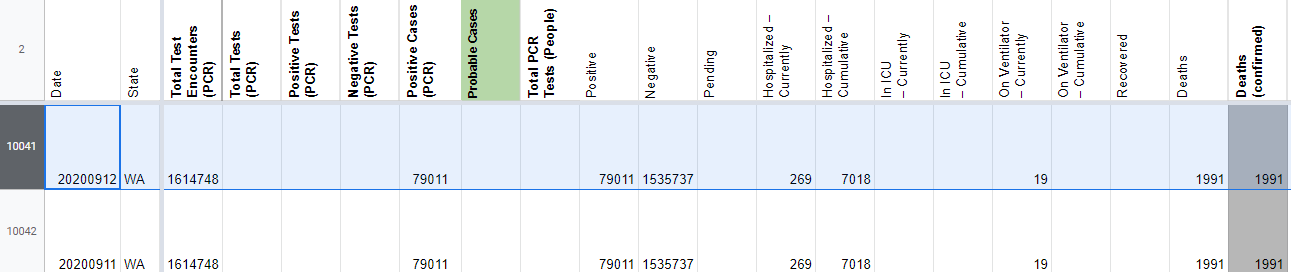 2
Date
State
Total Test
Encounters
(PCR)
Total Tests
(PCR)
Positive Tests
(PCR)
Negative Tests
(PCR)
Positive Cases
(PCR)
Probable Cases
Total PCR
Tests (People)
Positive
Negative
Pending
Hospitalized –
Currently
Hospitalized –
Cumulative
In ICU
– Currently
In ICU
– Cumulative
On Ventilator
– Currently
On Ventilator
– Cumulative
Recovered
Deaths
Deaths
(confirmed)
10041
20200912 WA 1614748 79011 79011 1535737 269 7018 19 1991 1991
10042
20200911 WA 1614748 79011 79011 1535737 269 7018 19 1991 1991